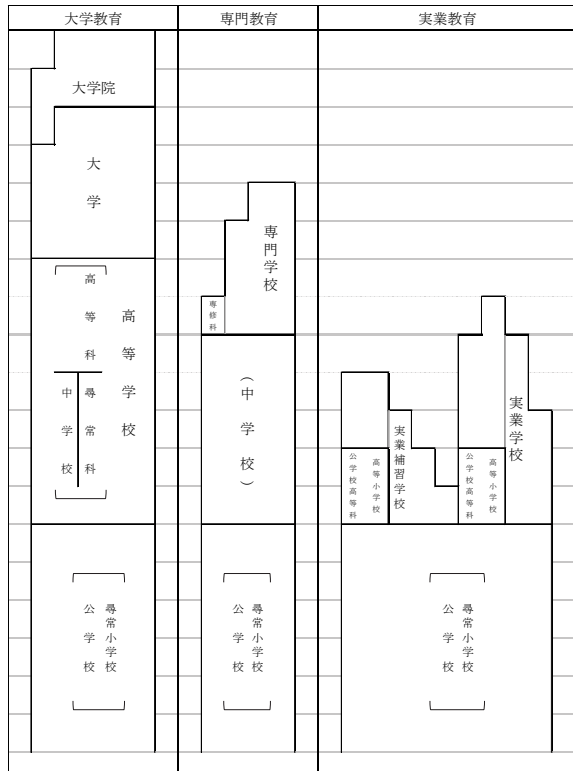 大学教育
専門教育
実業教育
大学院
大学
高等学校
高等科
尋常科
中学校
尋常小学校
公学校
専門学校
専修科
（中学校）
尋常小学校
公学校
実業学校
実業補習学校
高等小学校
公学校高等科
高等小学校
公学校高等科
尋常小学校
公学校